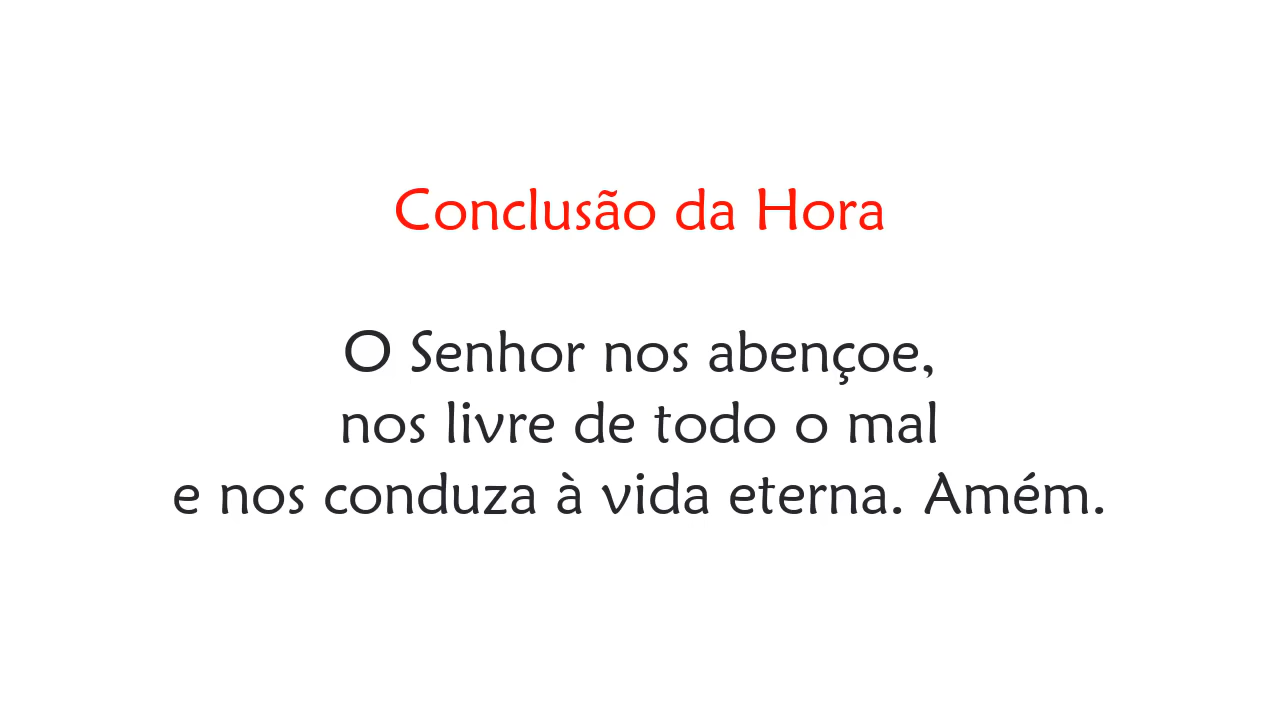 Conclusão da Hora
O Senhor nos abençoe,
nos livre de todo o mal
e nos conduza à vida eterna. Amém.